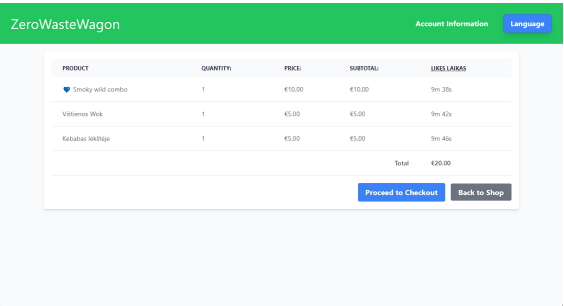 ZeroWasteWagon Account Information Language
PRODUCT QUANTITY: PRICE: SUBTOTAL: LIKĘS LAIKAS
💙 Smoky wild combo 1 €10.00 €10.00 9m 38s
Vištienos Wok 1 €5.00 €5.00 9m 42s
Kebabas lėkštėje 1 €5.00 €5.00 9m 46s
Total €20.00
Proceed to Checkout Back to Shop